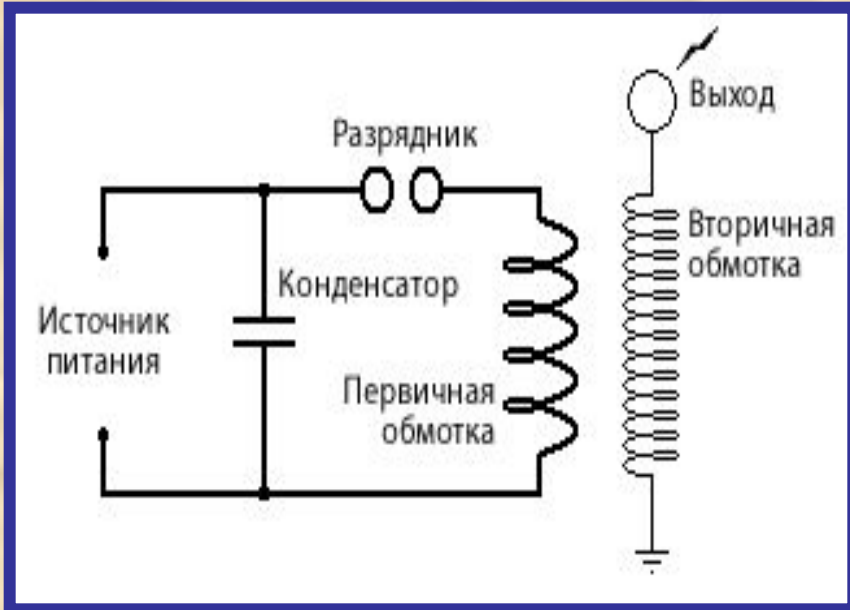 Выход
Разрядник
Вторичная
обмотка
Конденсатор
Источник
питания
Первичная
обмотка